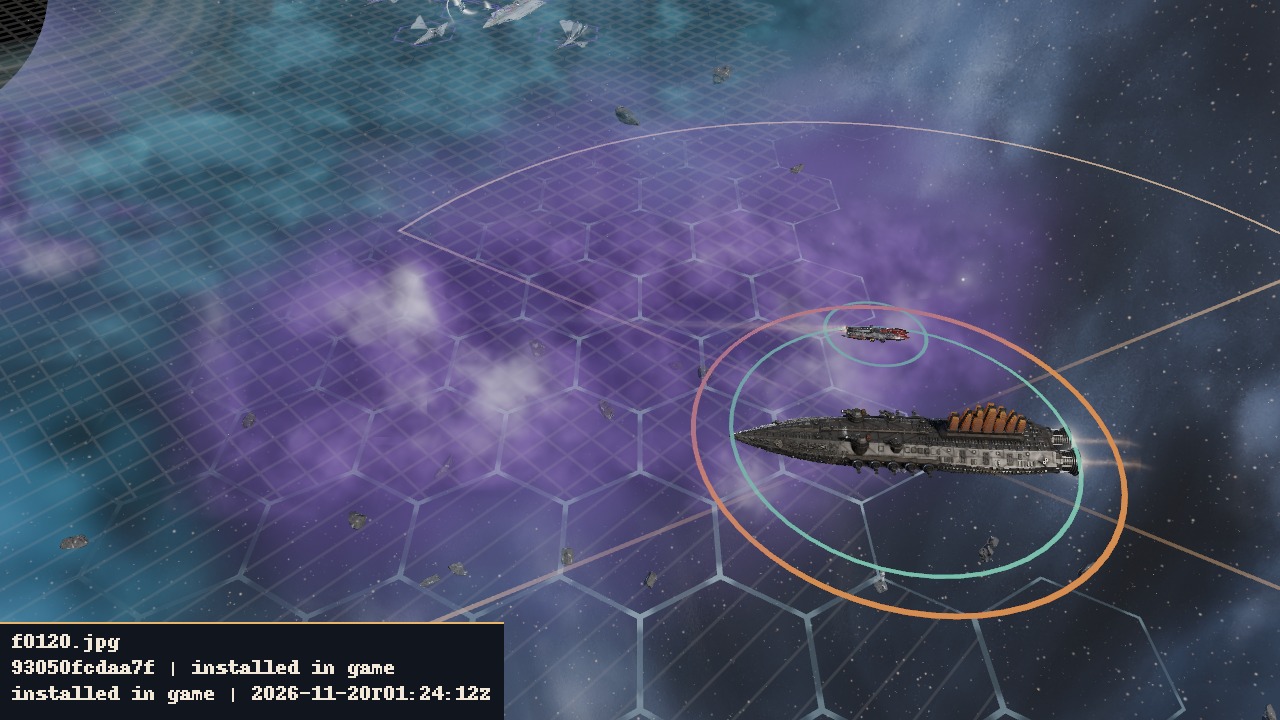 f0120.jpg
93050fcdaa7f | installed in game
installed in game | 2026-11-20T01:24:12Z